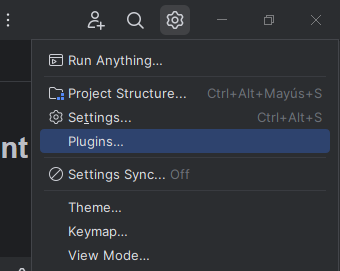 Run Anything...
Project Structure... Ctrl+Alt+Mayús+S
Settings... Ctrl+Alt+S
Plugins...
nt
Settings Sync... Off
Theme...
Keymap...
View Mode...